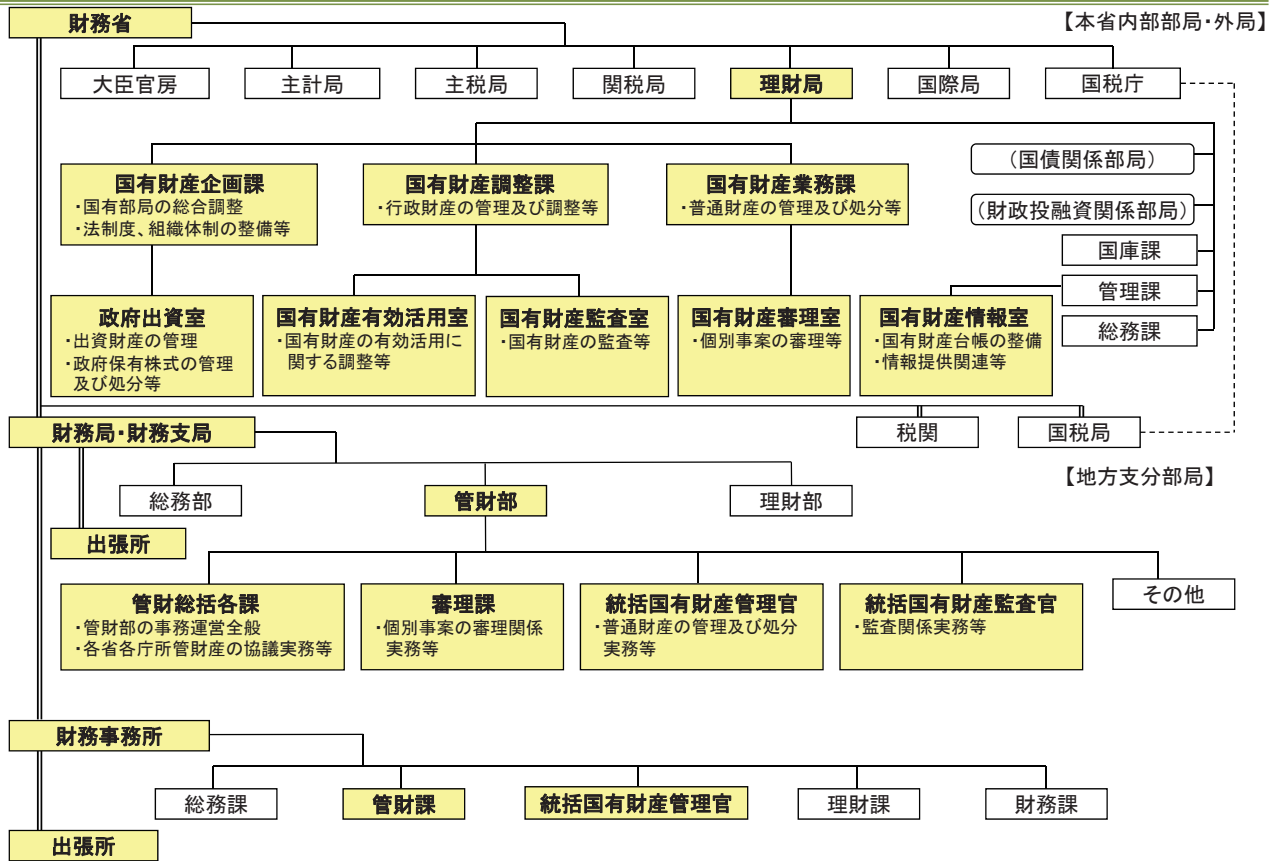 財務省
【本省内部部局・外局】
大臣官房
主計局
主税局
関税局
理財局
国際局
国税庁
(国債関係部局)
国有財産企画課
・国有部局の総合調整
・法制度、組織体制の整備等
国有財産調整課
・行政財産の管理及び調整等
国有財産業務課
・普通財産の管理及び処分等
(財政投融資関係部局)
国庫課
管理課
総務課
政府出資室
・出資財産の管理
・政府保有株式の管理
及び処分等
国有財産有効活用室
・国有財産の有効活用に
関する調整等
国有財産監査室
・国有財産の監査等
国有財産審理室
・個別事案の審理等
国有財産情報室
・国有財産台帳の整備
・情報提供関連等
財務局・財務支局
税関
国税局
【地方支分部局】
総務部
管財部
理財部
出張所
管財総括各課
・管財部の事務運営全般
・各省各庁所管財産の協議実務等
審理課
・個別事案の審理関係
実務等
統括国有財産管理官
・普通財産の管理及び処分
実務等
統括国有財産監査官
・監査関係実務等
その他
財務事務所
総務課
管財課
統括国有財産管理官
理財課
財務課
出張所